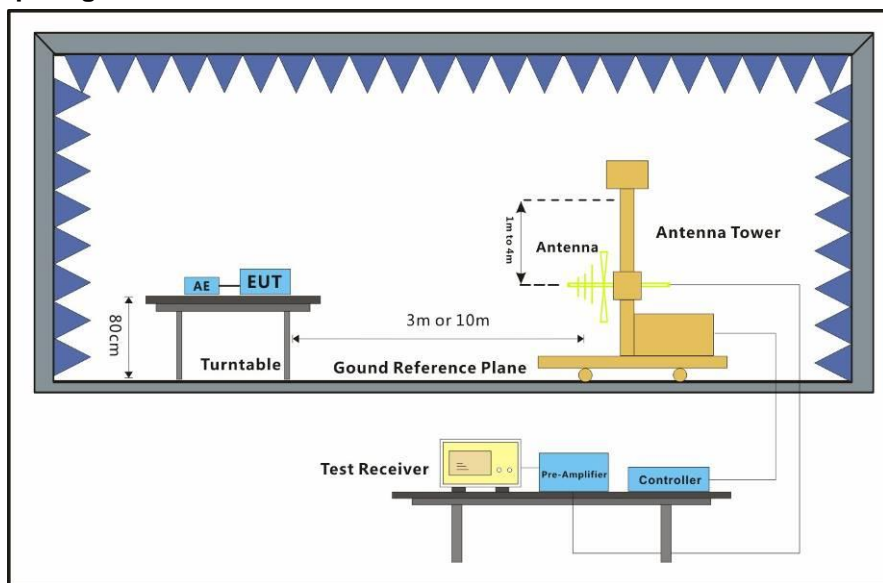 1m to 4m
Antenna
Antenna Tower
AE
EUT
80cm
3m or 10m
Turntable
Gound Reference Plane
Test Receiver
Pre-Amplifier
Controller